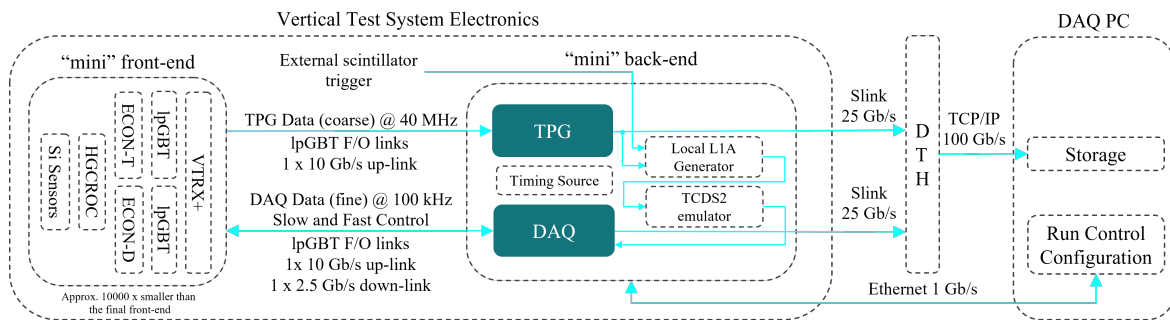 Vertical Test System Electronics
DAQ PC
“mini” front-end
External scintillator
trigger
“mini” back-end
Si Sensors
HGCROC
ECON-T
lpGBT
ECON-D
lpGBT
VTRX+
Approx. 10000 x smaller than
the final front-end
TPG Data (coarse) @ 40 MHz
lpGBT F/O links
1 x 10 Gb/s up-link
DAQ Data (fine) @ 100 kHz
Slow and Fast Control
lpGBT F/O links
1x 10 Gb/s up-link
1 x 2.5 Gb/s down-link
TPG
Timing Source
DAQ
Local L1A
Generator
TCDS2
emulator
Slink
25 Gb/s
Slink
25 Gb/s
D
T
H
TCP/IP
100 Gb/s
Storage
Run Control
Configuration
Ethernet 1 Gb/s